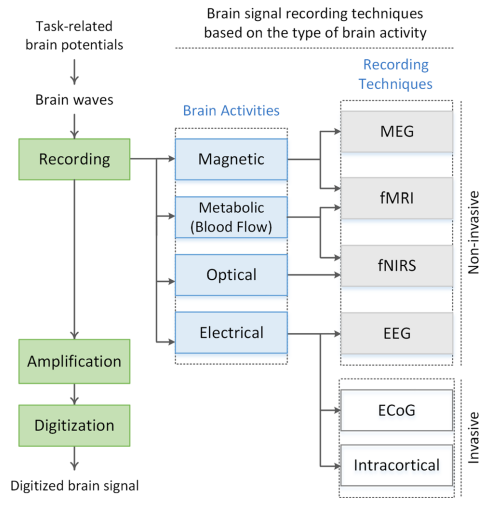 Brain signal recording techniques
based on the type of brain activity
Task-related
brain potentials
Brain waves
Recording
Amplification
Digitization
Digitized brain signal
Brain Activities
Magnetic
Metabolic
(Blood Flow)
Optical
Electrical
Recording
Techniques
MEG
fMRI
fNIRS
EEG
ECoG
Intracortical
Non-invasive
Invasive